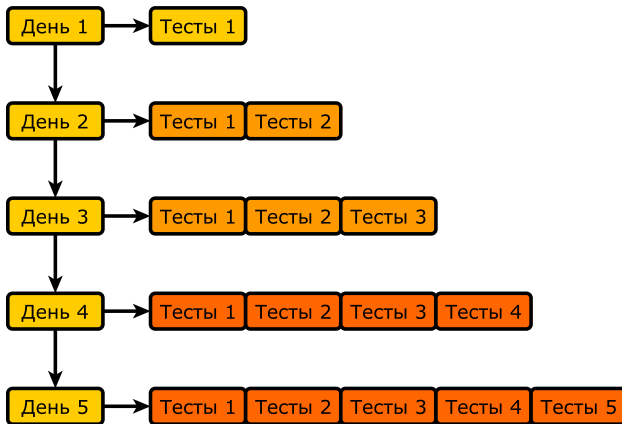 День 1 Тесты 1
День 2 Тесты 1 Тесты 2
День 3 Тесты 1 Тесты 2 Тесты 3
День 4 Тесты 1 Тесты 2 Тесты 3 Тесты 4
День 5 Тесты 1 Тесты 2 Тесты 3 Тесты 4 Тесты 5